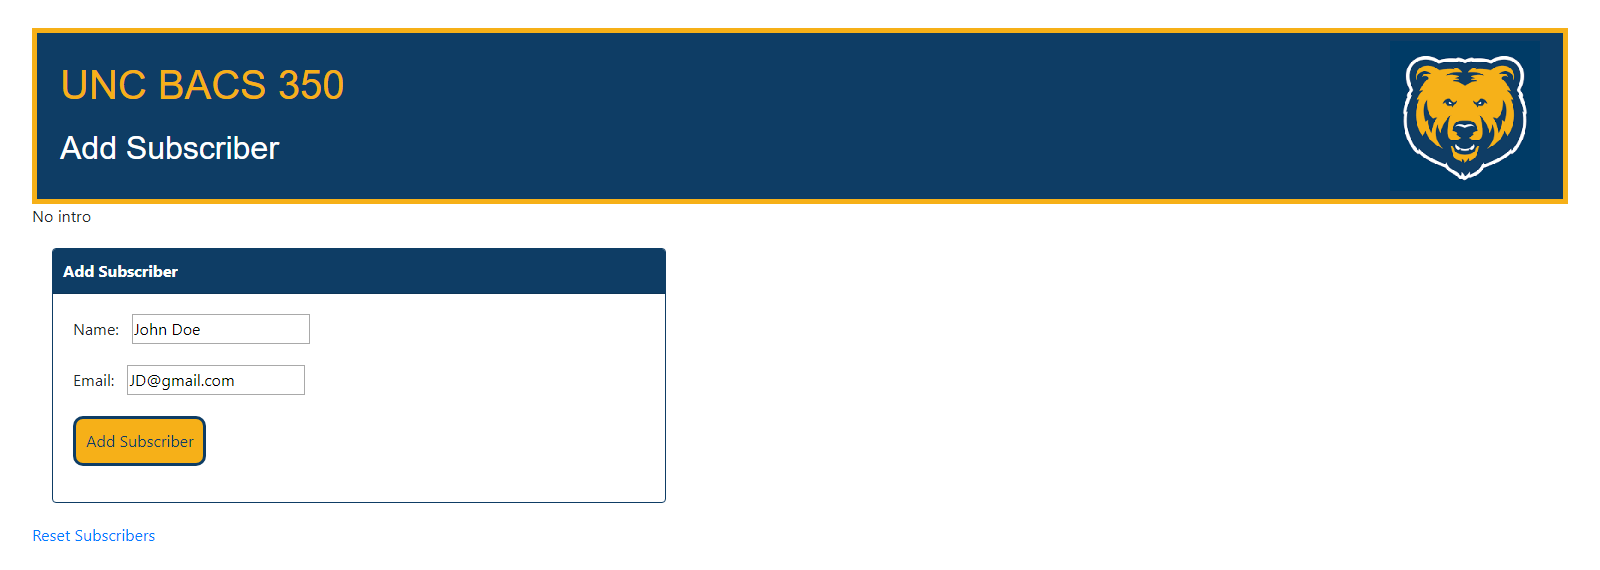 UNC BACS 350
Add Subscriber
No intro
Add Subscriber
Name: John Doe
Email: JD@gmail.com
Add Subscriber
Reset Subscribers